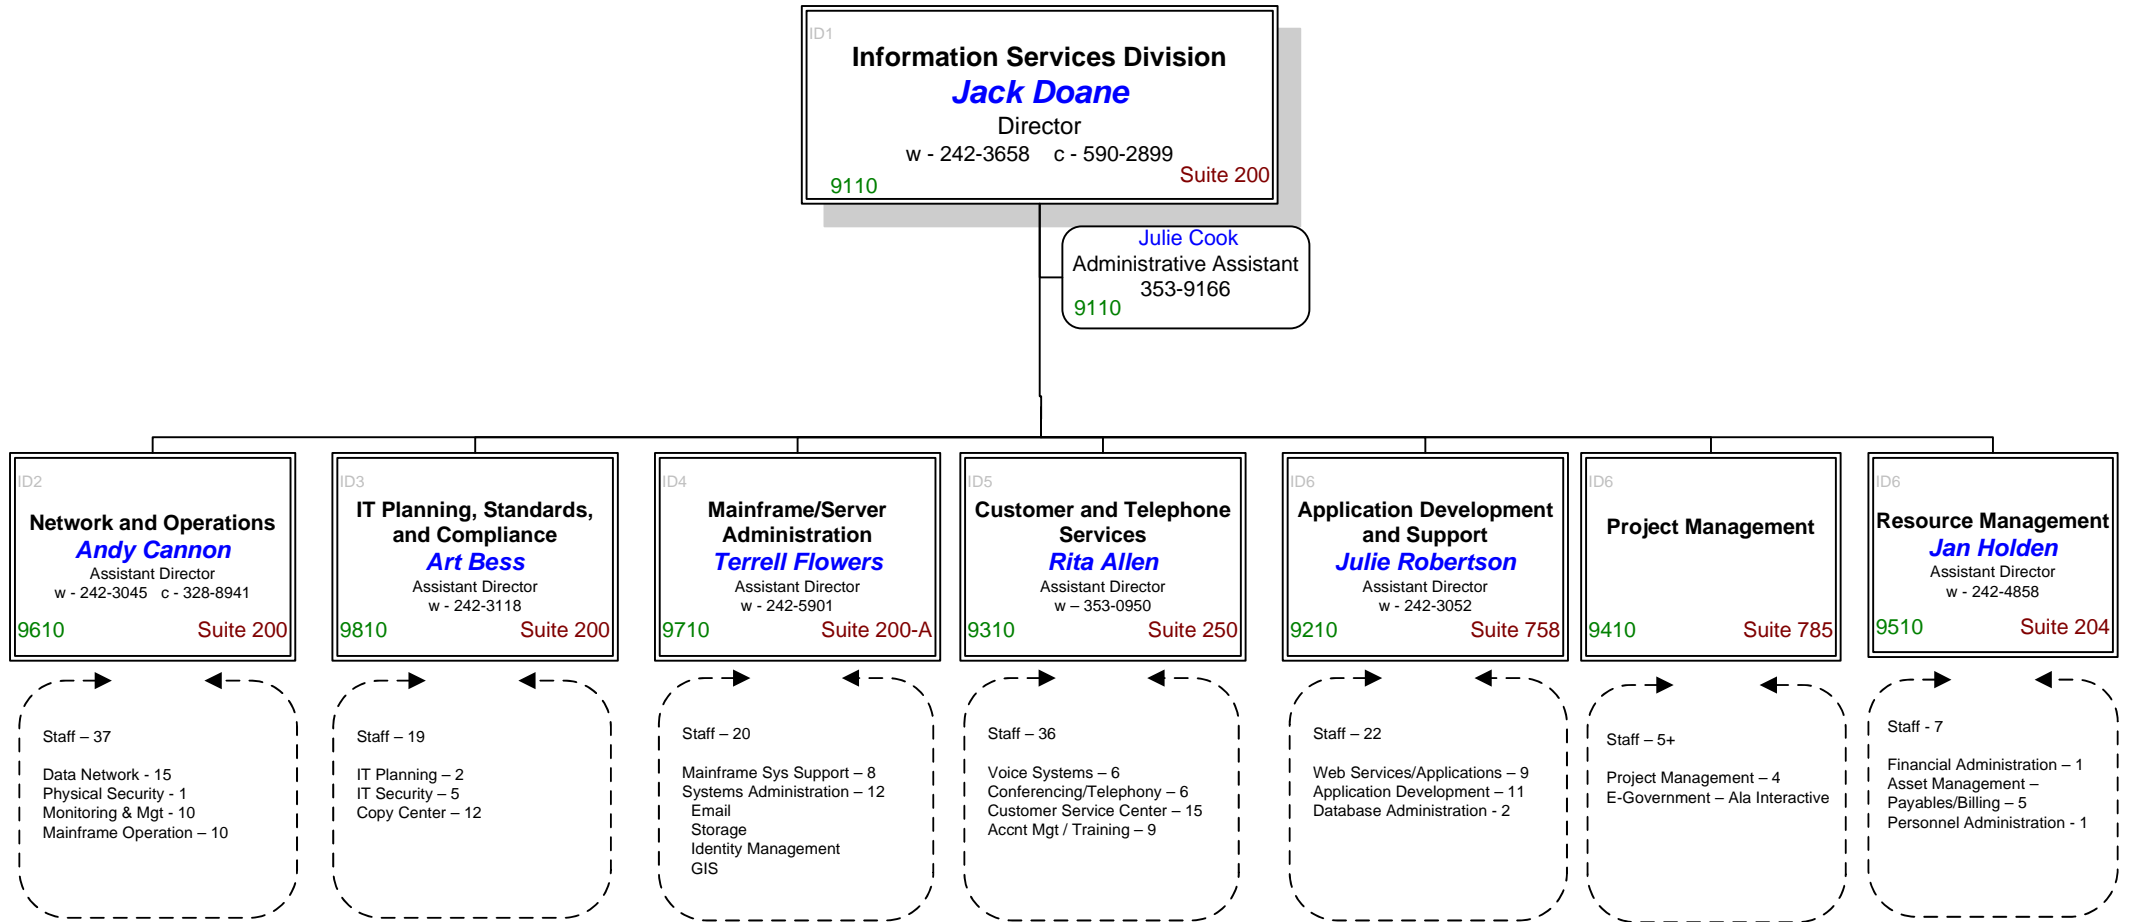 ID1
Information Services Division
Jack Doane
Director
w - 242-3658 c - 590-2899
9110
Suite 200
Julie Cook
Administrative Assistant
353-9166
9110
ID2
Network and Operations
Andy Cannon
Assistant Director
w - 242-3045 c - 328-8941
9610
Suite 200
ID3
IT Planning, Standards,
and Compliance
Art Bess
Assistant Director
w - 242-3118
9810
Suite 200
ID4
Mainframe/Server
Administration
Terrell Flowers
Assistant Director
w - 242-5901
9710
Suite 200-A
ID5
Customer and Telephone
Services
Rita Allen
Assistant Director
w – 353-0950
9310
Suite 250
ID6
Application Development
and Support
Julie Robertson
Assistant Director
w - 242-3052
9210
Suite 758
ID6
Project Management
9410
Suite 785
ID6
Resource Management
Jan Holden
Assistant Director
w - 242-4858
9510
Suite 204
Staff – 37
Data Network - 15
Physical Security - 1
Monitoring & Mgt - 10
Mainframe Operation – 10
Staff – 19
IT Planning – 2
IT Security – 5
Copy Center – 12
Staff – 20
Mainframe Sys Support – 8
Systems Administration – 12
Email
Storage
Identity Management
GIS
Staff – 36
Voice Systems – 6
Conferencing/Telephony – 6
Customer Service Center – 15
Accnt Mgt / Training – 9
Staff – 22
Web Services/Applications – 9
Application Development – 11
Database Administration - 2
Staff – 5+
Project Management – 4
E-Government – Ala Interactive
Staff - 7
Financial Administration – 1
Asset Management –
Payables/Billing – 5
Personnel Administration - 1